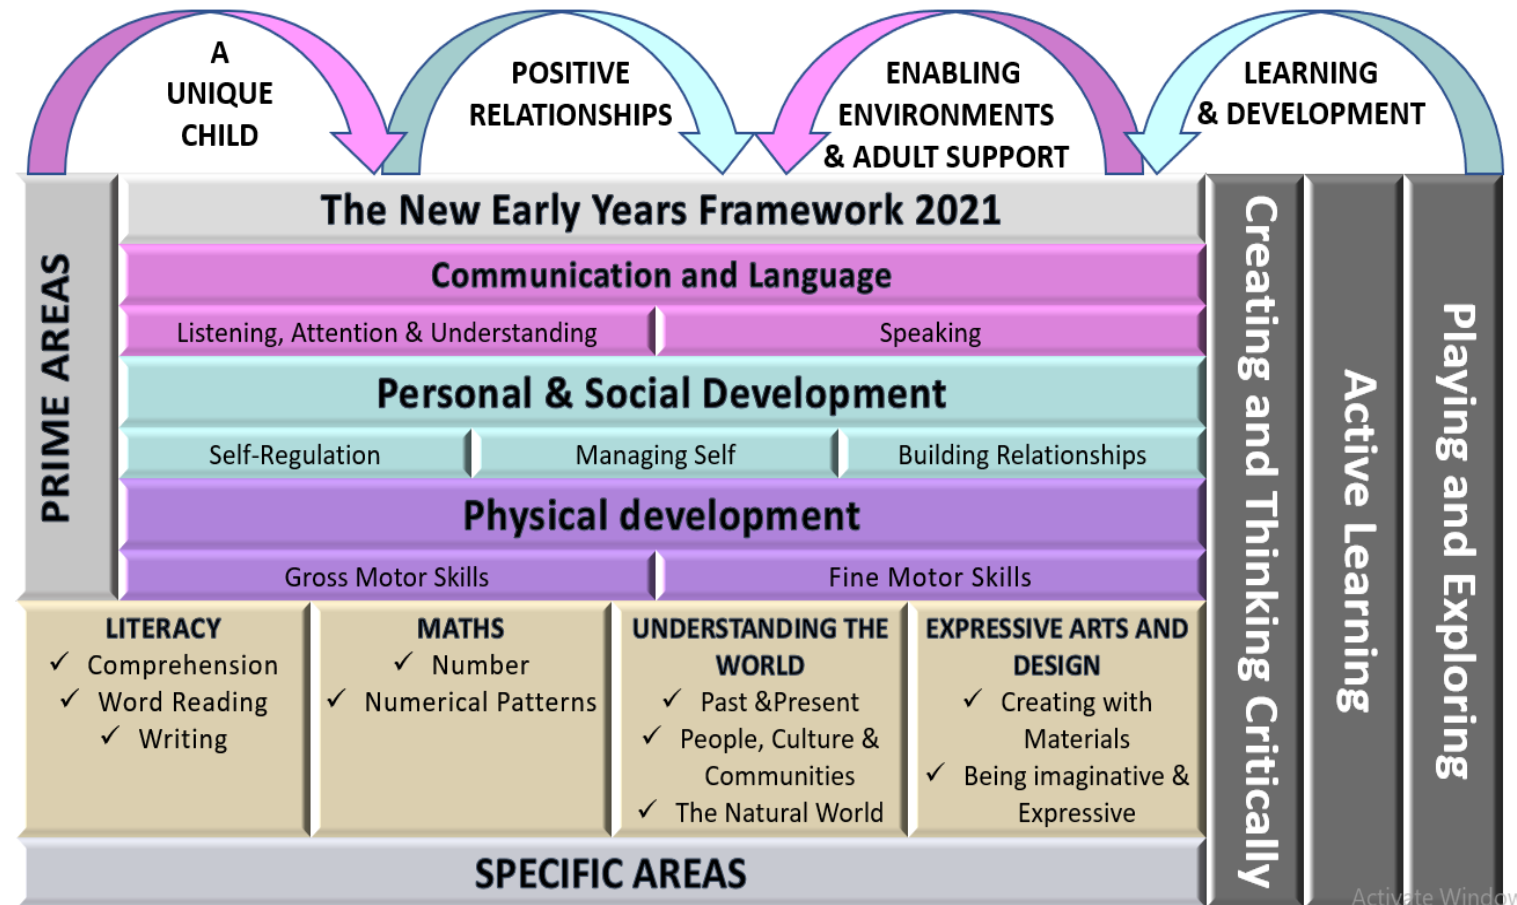 A
UNIQUE
CHILD
POSITIVE
RELATIONSHIPS
ENABLING
ENVIRONMENTS
& ADULT SUPPORT
LEARNING
& DEVELOPMENT
PRIME AREAS
The New Early Years Framework 2021
Communication and Language
Listening, Attention & Understanding
Speaking
Personal & Social Development
Self-Regulation
Managing Self
Building Relationships
Physical development
Gross Motor Skills
Fine Motor Skills
LITERACY
✓ Comprehension
✓ Word Reading
✓ Writing
MATHS
✓ Number
✓ Numerical Patterns
UNDERSTANDING THE
WORLD
✓ Past &Present
✓ People, Culture &
Communities
✓ The Natural World
EXPRESSIVE ARTS AND
DESIGN
✓ Creating with
Materials
✓ Being imaginative &
Expressive
SPECIFIC AREAS
Creating and Thinking Critically
Active Learning
Playing and Exploring
Activate Window